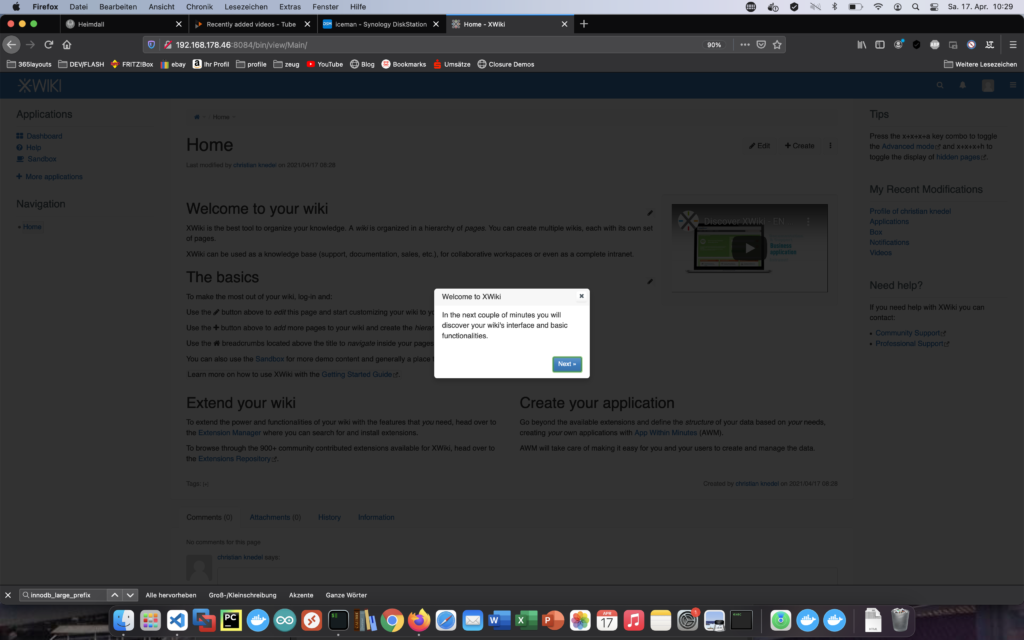 Firefox Datei Bearbeiten Ansicht Chronik Lesezeichen Extras Fenster Hilfe Sa. 17. Apr. 10:29
Heimdall Recently added videos - Tube iceman - Synology DiskStation Home - XWiki
192.168.178.46:8084/bin/view/Main/ 90%
365layouts DEV/FLASH FRITZ!Box ebay Ihr Profil profile zeug YouTube Blog Bookmarks Umsätze Closure Demos Weitere Lesezeichen
XWIKI
Applications
Dashboard
Help
Sandbox
More applications
Navigation
Home
Home
Home
Edit Create
Last modified by christian knedel on 2021/04/17 08:28
Welcome to your wiki
XWiki is the best tool to organize your knowledge. A wiki is organized in a hierarchy of pages. You can create multiple wikis, each with its own set
of pages.
XWiki can be used as a knowledge base (support, documentation, sales, etc.), for collaborative workspaces or even as a complete intranet.
The basics
To make the most out of your wiki, log-in and:
Use the button above to edit this page and start customizing your wiki to
Use the button above to add more pages to your wiki and create the
Use the breadcrumbs located above the title to navigate inside your pages
You can also use the Sandbox for more demo content and generally a place
Learn more on how to use XWiki with the Getting Started Guide
Extend your wiki
To extend the power and functionalities of your wiki with the features that you need, head over to
the Extension Manager where you can search for and install extensions.
To browse through the 900+ community contributed extensions available for XWiki, head over to
the Extensions Repository
Create your application
Go beyond the available extensions and define the structure of your data based on your needs,
creating your own applications with App Within Minutes (AWM).
AWM will take care of making it easy for you and your users to create and manage the data.
Tags:
Created by christian knedel on 2021/04/17 08:28
Comments (0) Attachments (0) History Information
No comments for this page
christian knedel says:
Discover XWiki
Tips
Press the x+x+x+a key combo to toggle
the Advanced mode and x+x+x+h to
toggle the display of hidden pages.
My Recent Modifications
Profile of christian knedel
Applications
Box
Notifications
Videos
Need help?
If you need help with XWiki you can
contact:
Community Support
Professional Support
Welcome to XWiki
In the next couple of minutes you will
discover your wiki's interface and basic
functionalities.
Next »
innodb_large_prefix Alle hervorheben Groß-/Kleinschreibung Akzente Ganze Wörter
PC
APR
17
1